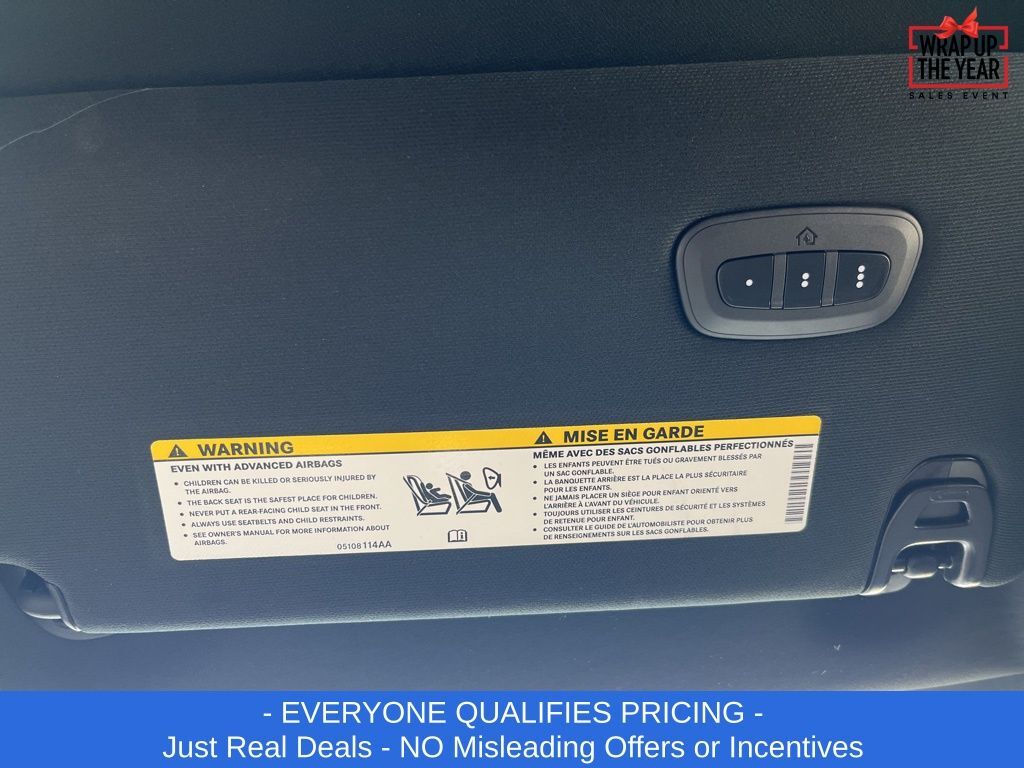 WRAP UP
THE YEAR
SALES EVENT
WARNING
EVEN WITH ADVANCED AIRBAGS
• CHILDREN CAN BE KILLED OR SERIOUSLY INJURED BY
THE AIRBAG.
• THE BACK SEAT IS THE SAFEST PLACE FOR CHILDREN.
• NEVER PUT A REAR-FACING CHILD SEAT IN THE FRONT.
• ALWAYS USE SEATBELTS AND CHILD RESTRAINTS.
• SEE OWNER'S MANUAL FOR MORE INFORMATION ABOUT
AIRBAGS.
05108114AA
MISE EN GARDE
MÊME AVEC DES SACS GONFLABLES PERFECTIONNÉS
• LES ENFANTS PEUVENT ÊTRE TUÉS OU GRAVEMENT BLESSÉS PAR
UN SAC GONFLABLE.
• LA BANQUETTE ARRIÈRE EST LA PLACE LA PLUS SÉCURITAIRE
POUR LES ENFANTS.
• NE JAMAIS PLACER UN SIÈGE POUR ENFANT ORIENTÉ VERS
L'ARRIÈRE À L'AVANT DU VÉHICULE.
• TOUJOURS UTILISER LES CEINTURES DE SÉCURITÉ ET LES SYSTÈMES
DE RETENUE POUR ENFANT.
• CONSULTER LE GUIDE DE L'AUTOMOBILISTE POUR OBTENIR PLUS
DE RENSEIGNEMENTS SUR LES SACS GONFLABLES.
- EVERYONE QUALIFIES PRICING -
Just Real Deals - NO Misleading Offers or Incentives